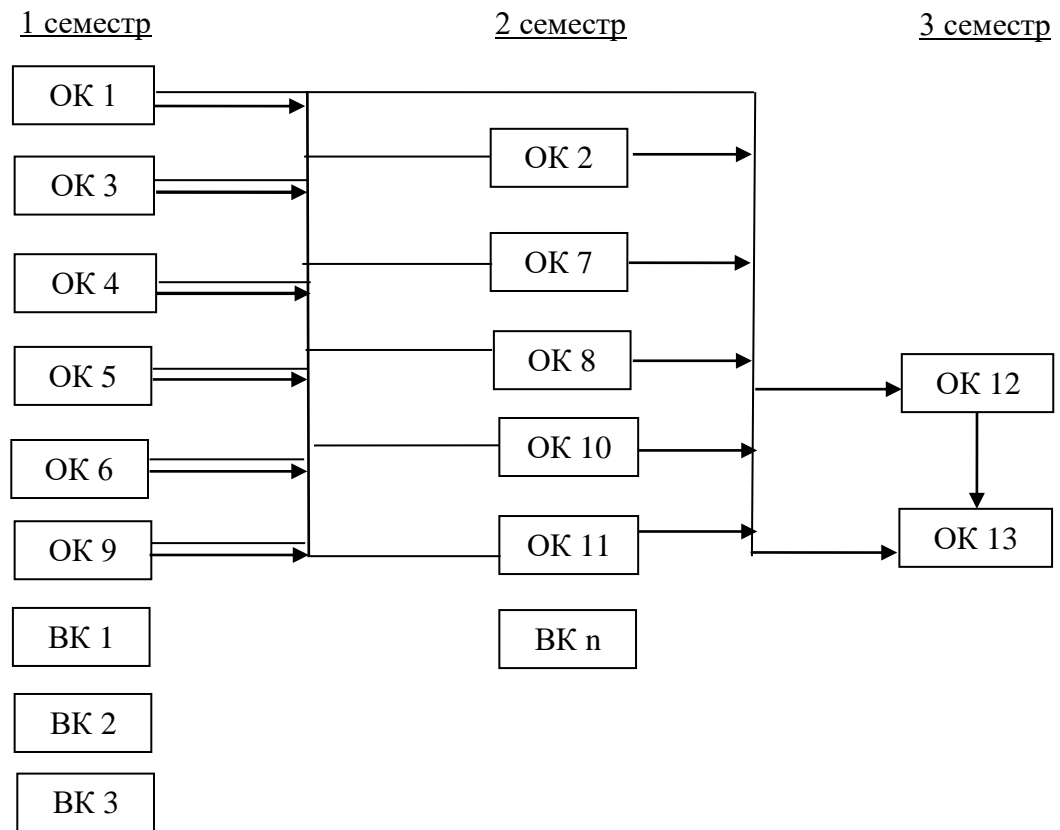 1 семестр
2 семестр
3 семестр
ОК 1
ОК 3
ОК 4
ОК 5
ОК 6
ОК 9
ВК 1
ВК 2
ВК 3
ОК 2
ОК 7
ОК 8
ОК 10
ОК 11
ВК n
ОК 12
ОК 13